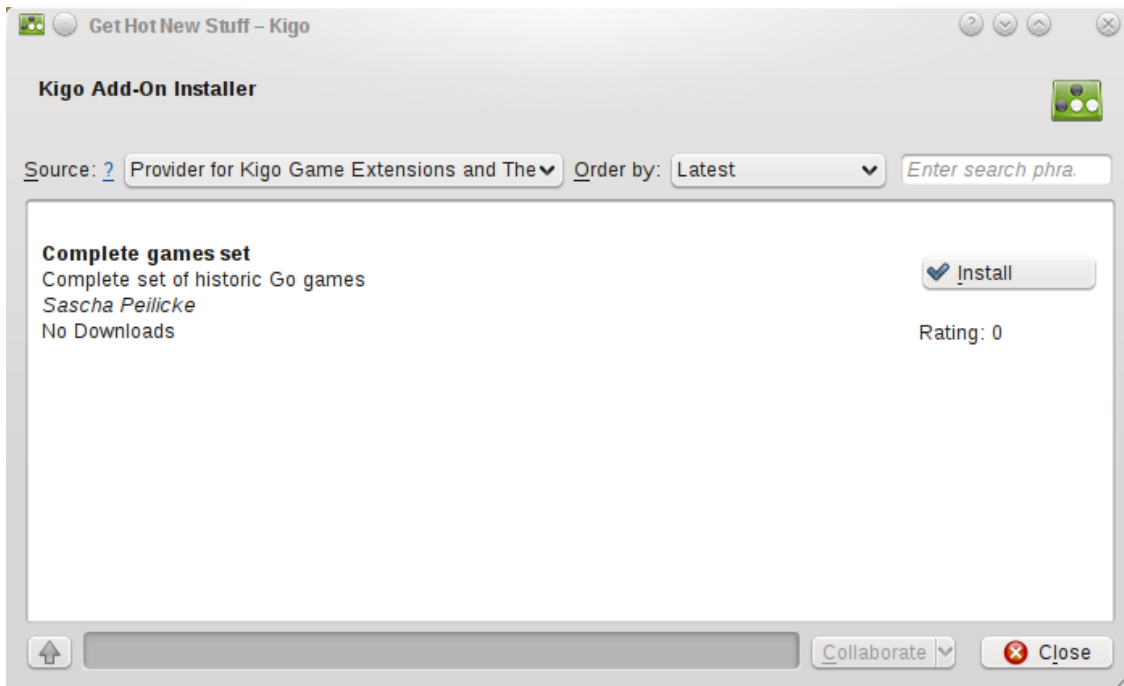 Get Hot New Stuff – Kigo
Kigo Add-On Installer
Source: ? Provider for Kigo Game Extensions and The Order by: Latest Enter search phra
Complete games set
Complete set of historic Go games
Install
Sascha Peilicke
No Downloads
Rating: 0
Collaborate Close